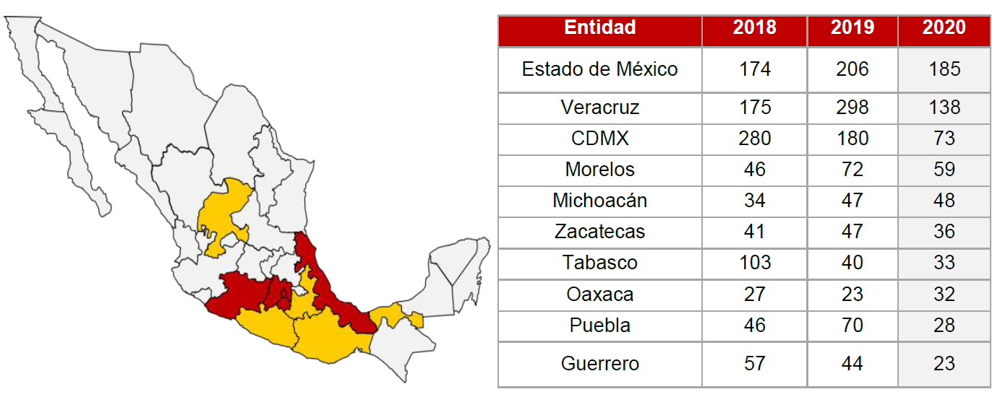 Entidad 2018 2019 2020
Estado de México 174 206 185
Veracruz 175 298 138
CDMX 280 180 73
Morelos 46 72 59
Michoacán 34 47 48
Zacatecas 41 47 36
Tabasco 103 40 33
Oaxaca 27 23 32
Puebla 46 70 28
Guerrero 57 44 23